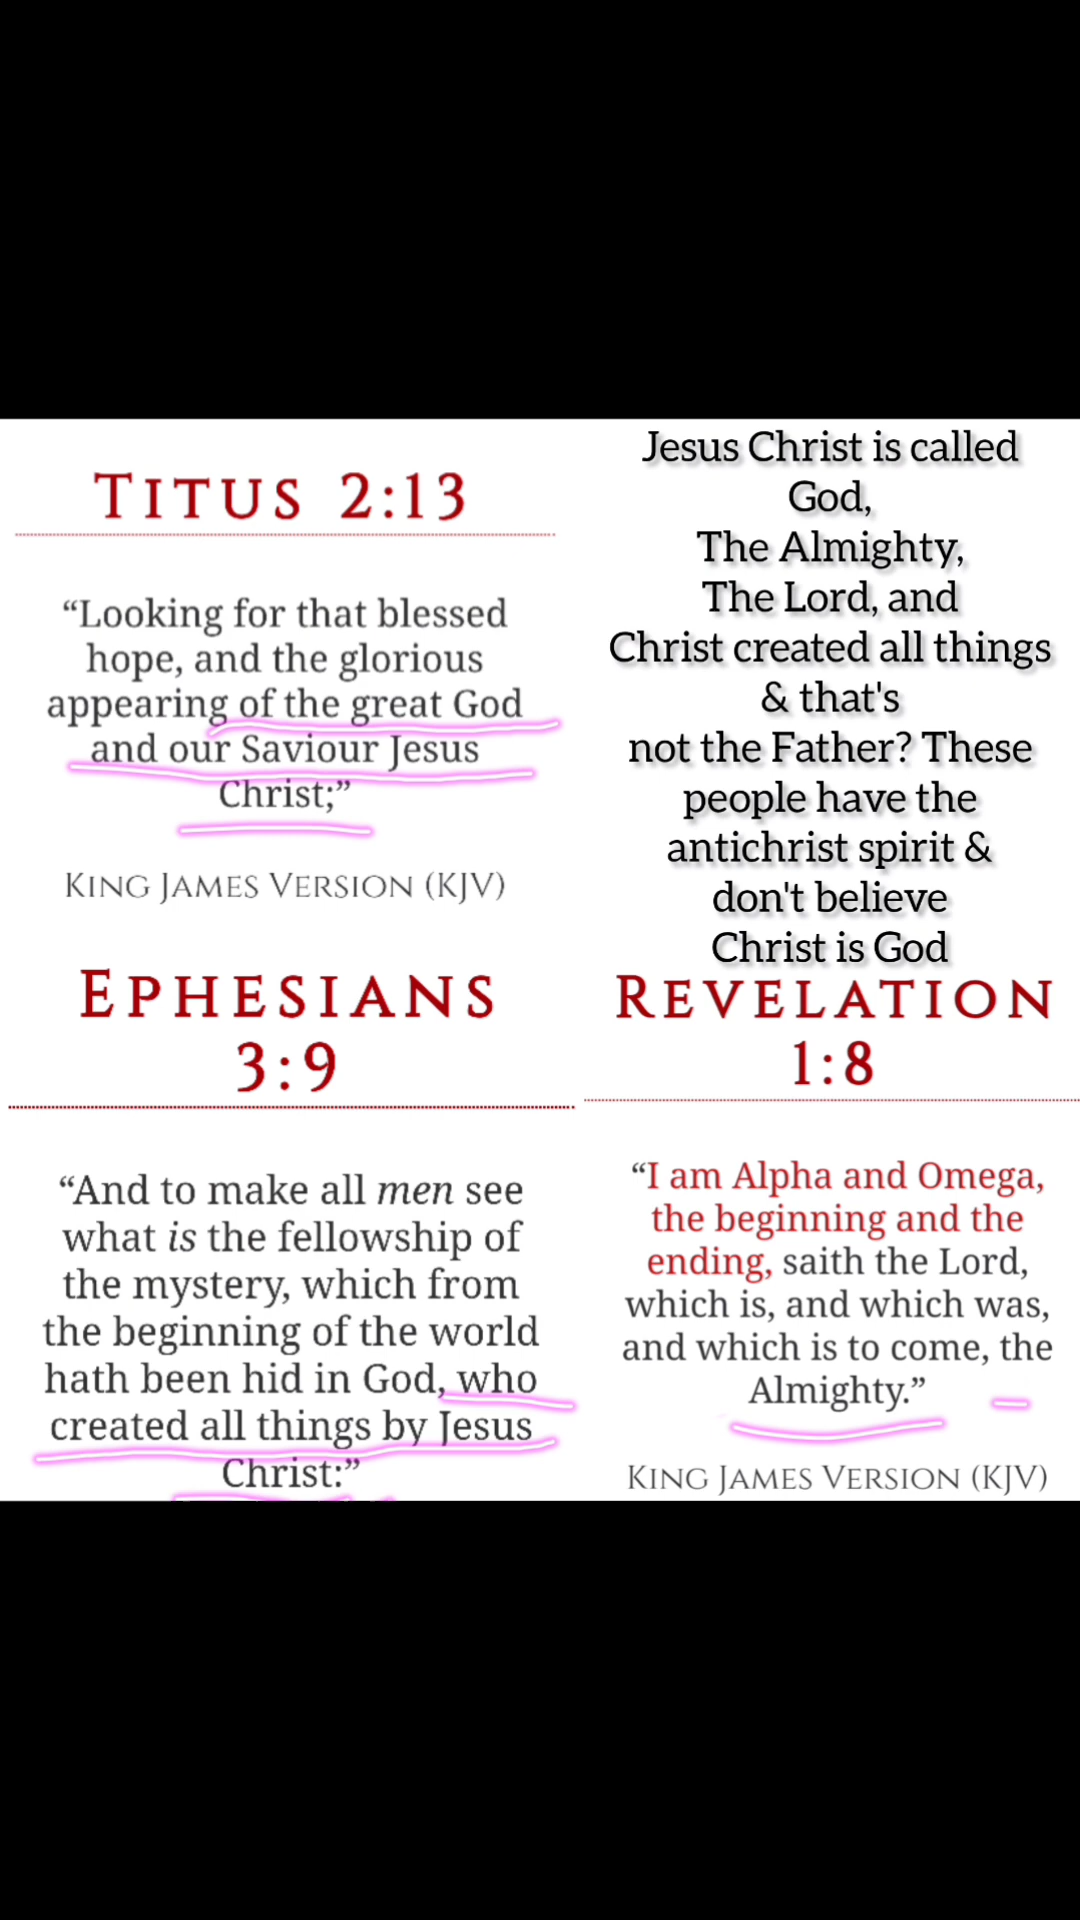 TITUS 2:13
“Looking for that blessed
hope, and the glorious
appearing of the great God
and our Saviour Jesus
Christ;”
KING JAMES VERSION (KJV)
Jesus Christ is called
God,
The Almighty,
The Lord, and
Christ created all things
& that's
not the Father? These
people have the
antichrist spirit &
don't believe
Christ is God
EPHESIANS
3:9
“And to make all men see
what is the fellowship of
the mystery, which from
the beginning of the world
hath been hid in God, who
created all things by Jesus
Christ:”
REVELATION
1:8
“I am Alpha and Omega,
the beginning and the
ending, saith the Lord,
which is, and which was,
and which is to come, the
Almighty.”
KING JAMES VERSION (KJV)